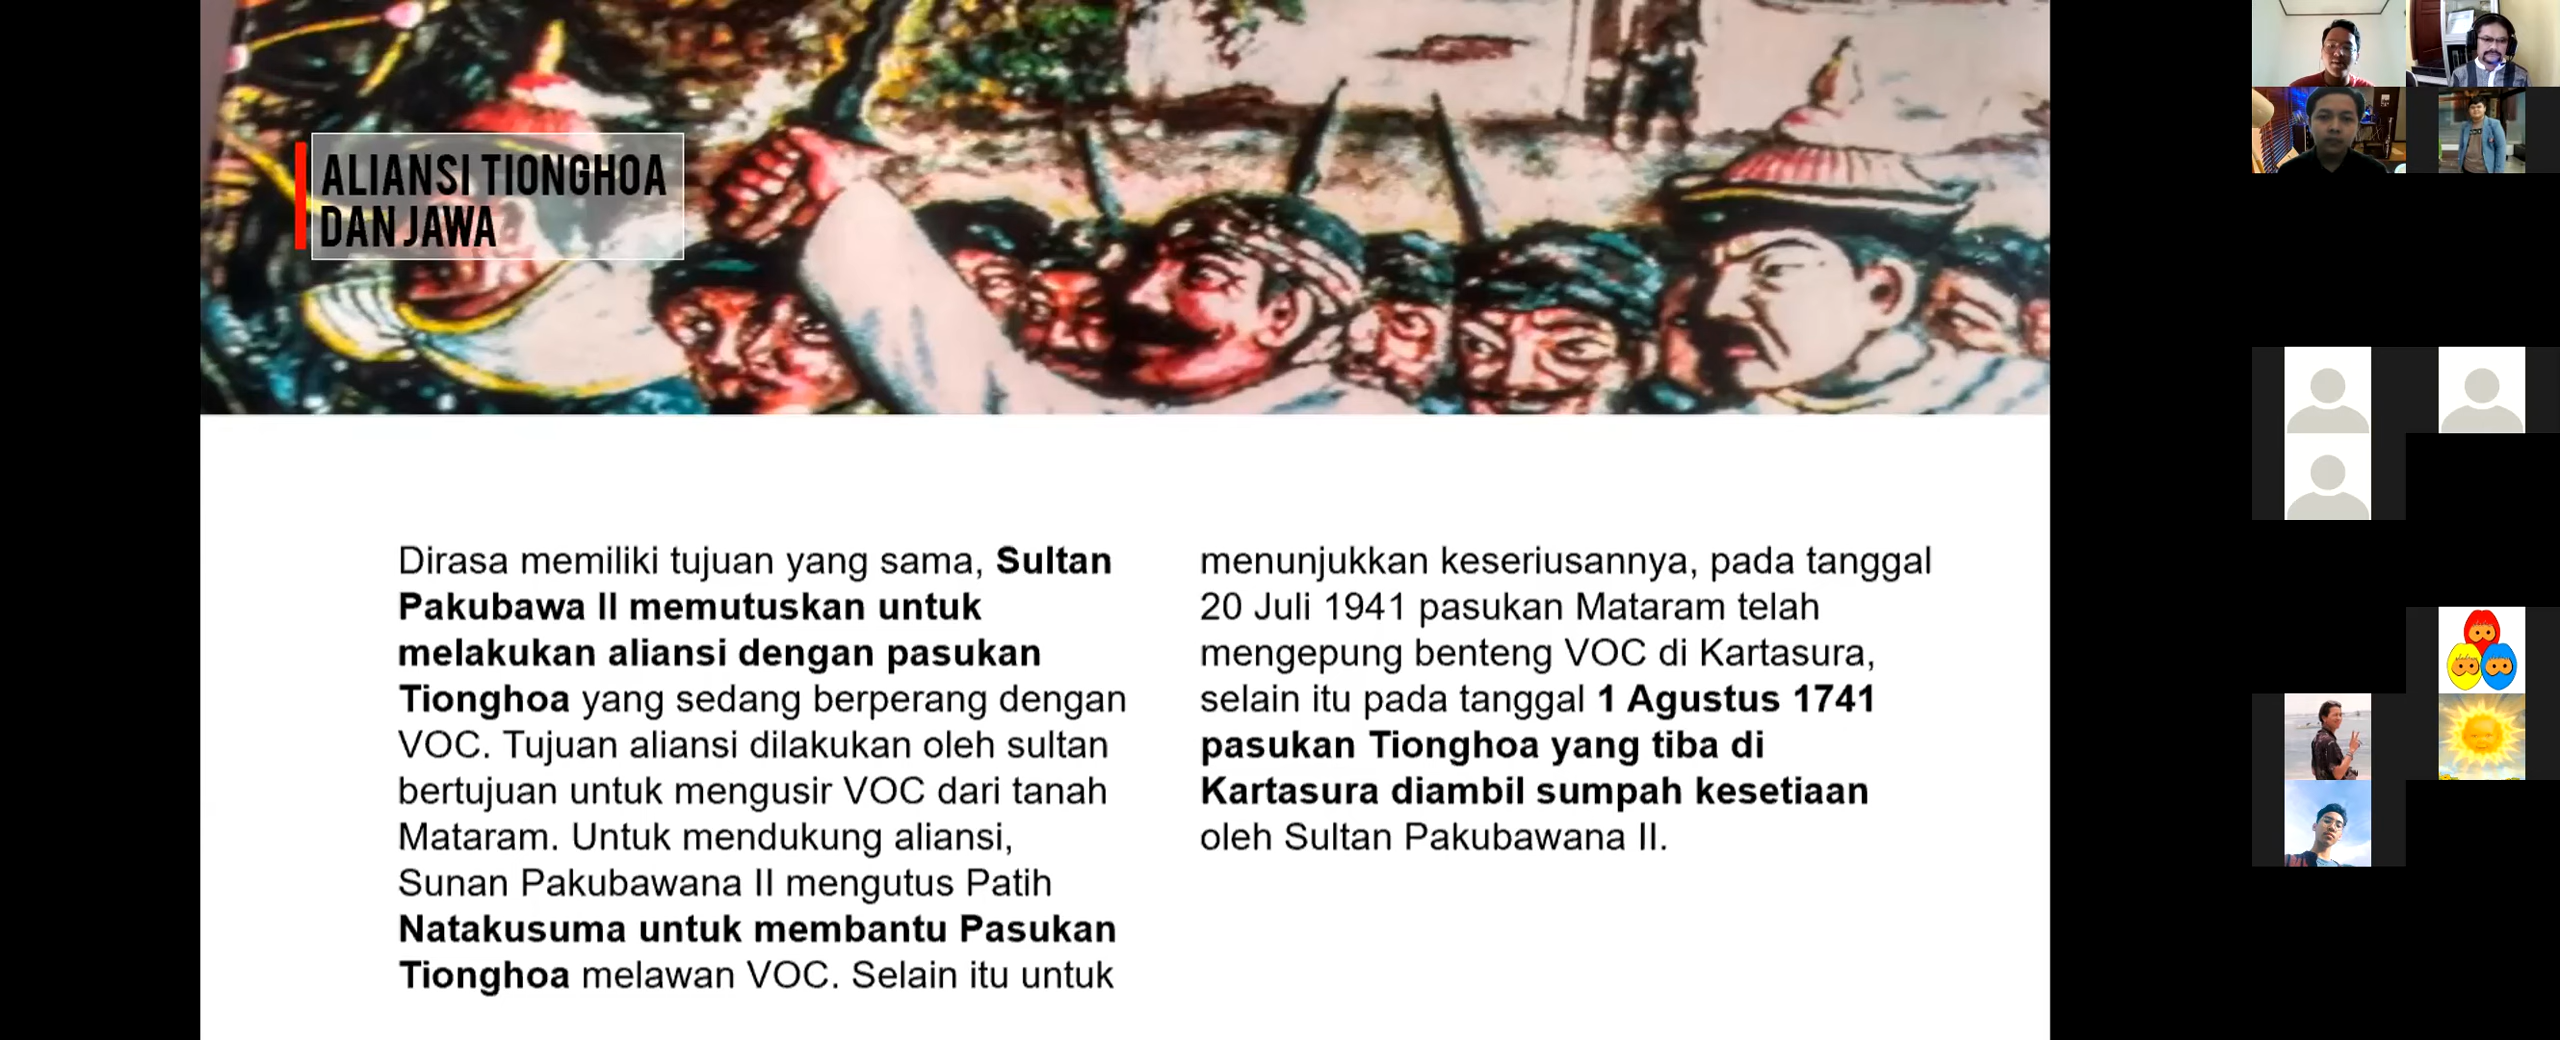 ALIANSI TIONGHOA
DAN JAWA
Dirasa memiliki tujuan yang sama, Sultan
Pakubawa II memutuskan untuk
melakukan aliansi dengan pasukan
Tionghoa yang sedang berperang dengan
VOC. Tujuan aliansi dilakukan oleh sultan
bertujuan untuk mengusir VOC dari tanah
Mataram. Untuk mendukung aliansi,
Sunan Pakubawana II mengutus Patih
Natakusuma untuk membantu Pasukan
Tionghoa melawan VOC. Selain itu untuk
menunjukkan keseriusannya, pada tanggal
20 Juli 1941 pasukan Mataram telah
mengepung benteng VOC di Kartasura,
selain itu pada tanggal 1 Agustus 1741
pasukan Tionghoa yang tiba di
Kartasura diambil sumpah kesetiaan
oleh Sultan Pakubawana II.